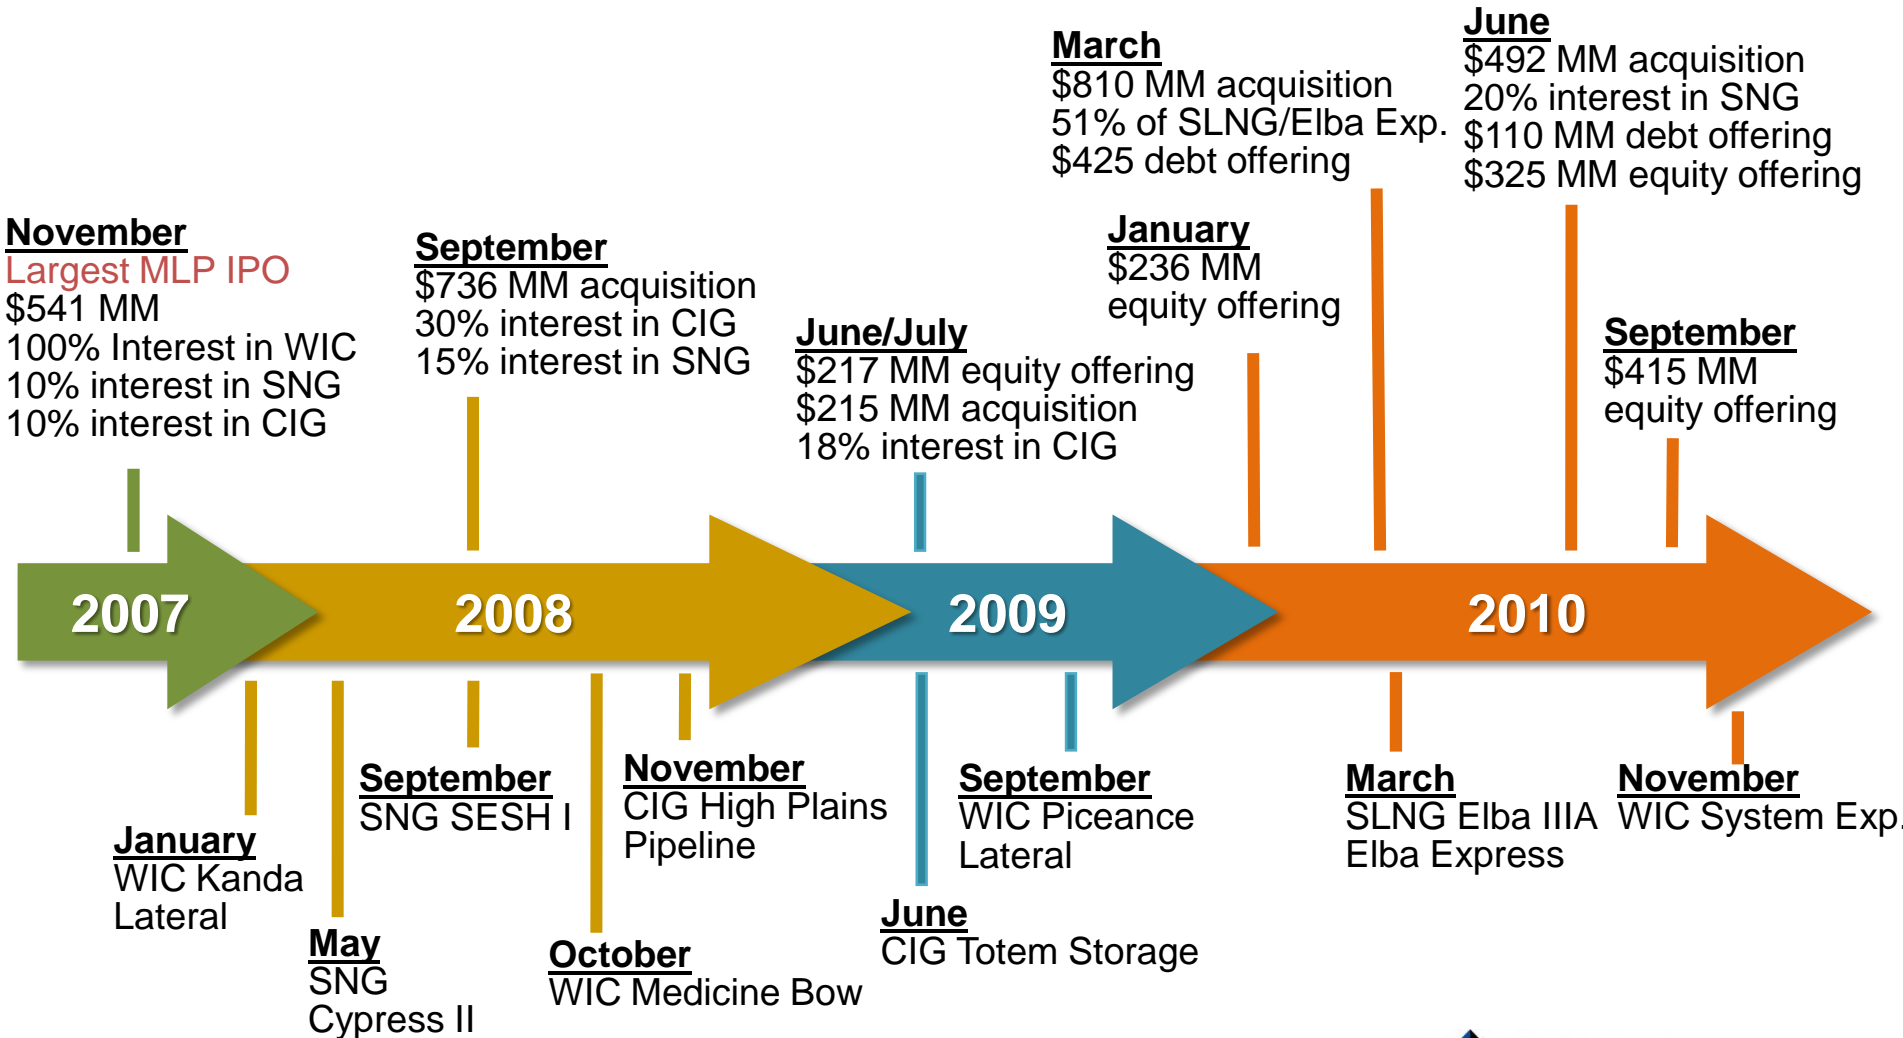 November
Largest MLP IPO
$541 MM
100% Interest in WIC
10% interest in SNG
10% interest in CIG
September
$736 MM acquisition
30% interest in CIG
15% interest in SNG
June/July
$217 MM equity offering
$215 MM acquisition
18% interest in CIG
January
$236 MM
equity offering
March
$810 MM acquisition
51% of SLNG/Elba Exp.
$425 debt offering
June
$492 MM acquisition
20% interest in SNG
$110 MM debt offering
$325 MM equity offering
September
$415 MM
equity offering
2007
2008
2009
2010
January
WIC Kanda
Lateral
May
SNG
Cypress II
September
SNG SESH I
October
WIC Medicine Bow
November
CIG High Plains
Pipeline
June
CIG Totem Storage
September
WIC Piceance
Lateral
March
SLNG Elba IIIA
Elba Express
November
WIC System Exp.